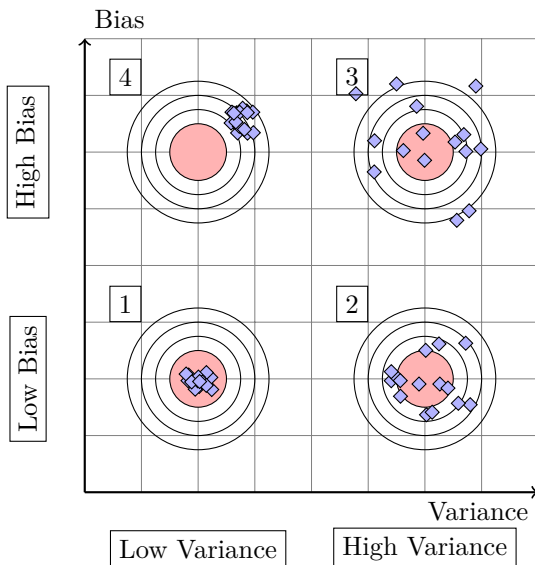 Bias
4
3
High Bias
1
2
Low Bias
Variance
Low Variance
High Variance